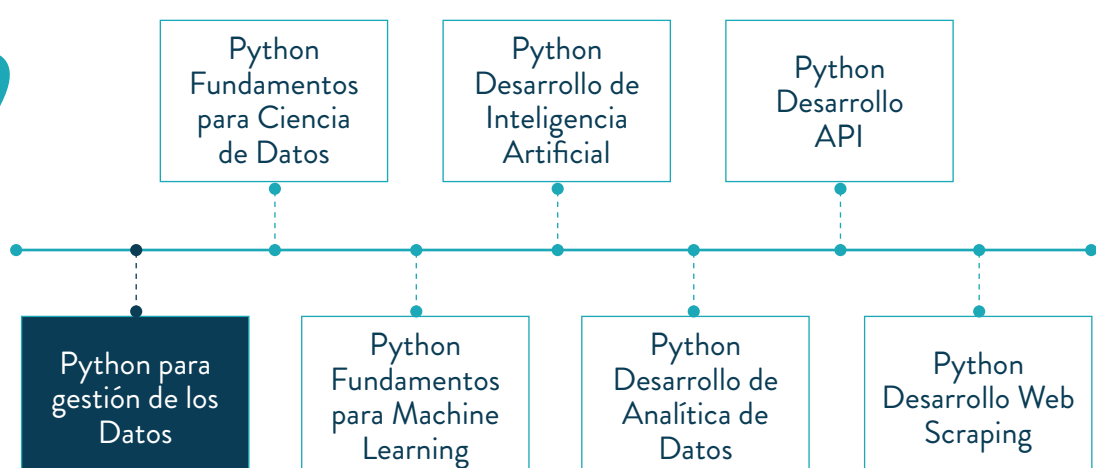 Python
Fundamentos
para Ciencia
de Datos
Python
Desarrollo de
Inteligencia
Artificial
Python
Desarrollo
API
Python para
gestión de los
Datos
Python
Fundamentos
para Machine
Learning
Python
Desarrollo de
Analítica de
Datos
Python
Desarrollo Web
Scraping